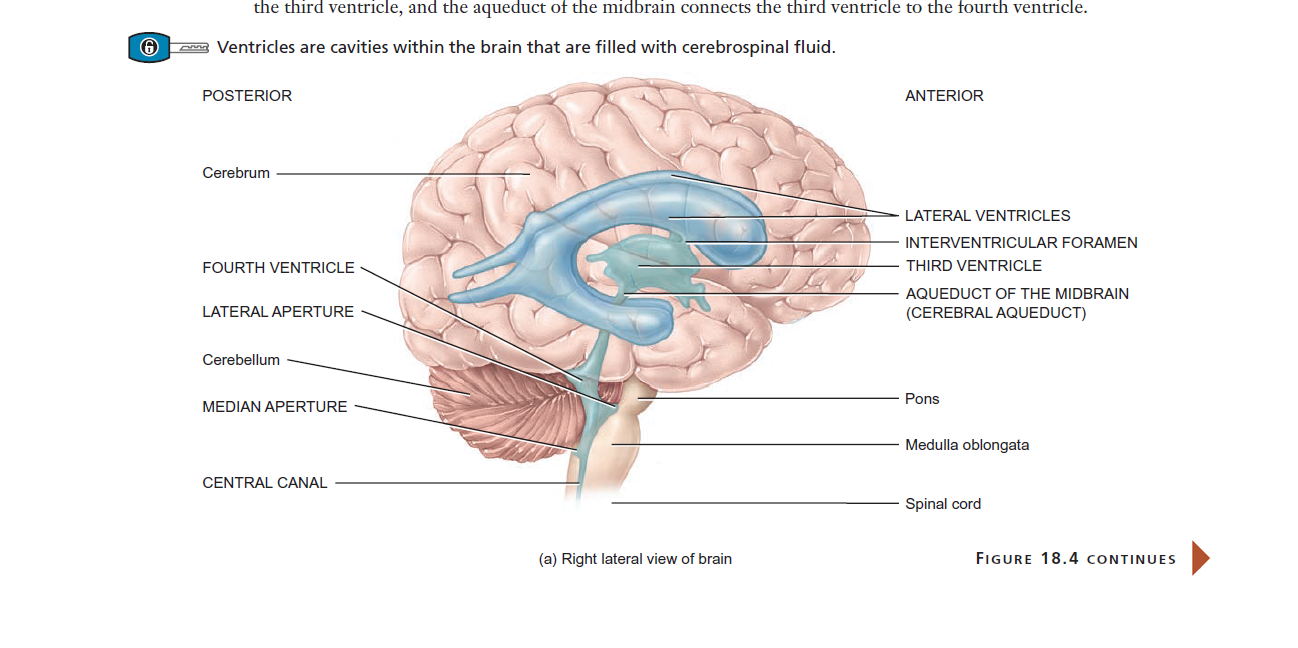 the third ventricle, and the aqueduct of the midbrain connects the third ventricle to the fourth ventricle.
Ventricles are cavities within the brain that are filled with cerebrospinal fluid.
POSTERIOR
ANTERIOR
Cerebrum
LATERAL VENTRICLES
INTERVENTRICULAR FORAMEN
THIRD VENTRICLE
FOURTH VENTRICLE
AQUEDUCT OF THE MIDBRAIN
(CEREBRAL AQUEDUCT)
LATERAL APERTURE
Cerebellum
Pons
MEDIAN APERTURE
Medulla oblongata
CENTRAL CANAL
Spinal cord
(a) Right lateral view of brain
FIGURE 18.4 CONTINUES